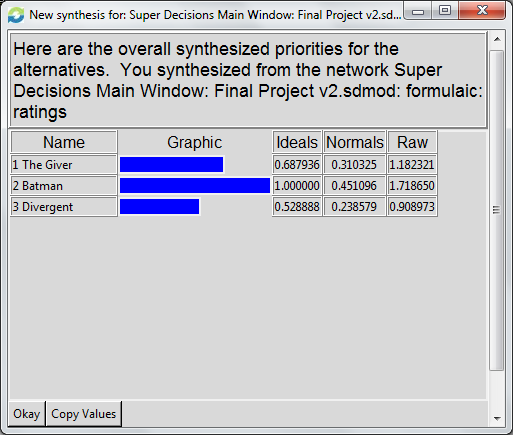 New synthesis for: Super Decisions Main Window: Final Project v2.sd...
Here are the overall synthesized priorities for the
alternatives.  You synthesized from the network Super
Decisions Main Window: Final Project v2.sdmod: formulaic:
ratings
Name Graphic Ideals Normals Raw
1 The Giver 0.687936 0.310325 1.182321
2 Batman 1.000000 0.451096 1.718650
3 Divergent 0.528888 0.238579 0.908973
Okay Copy Values